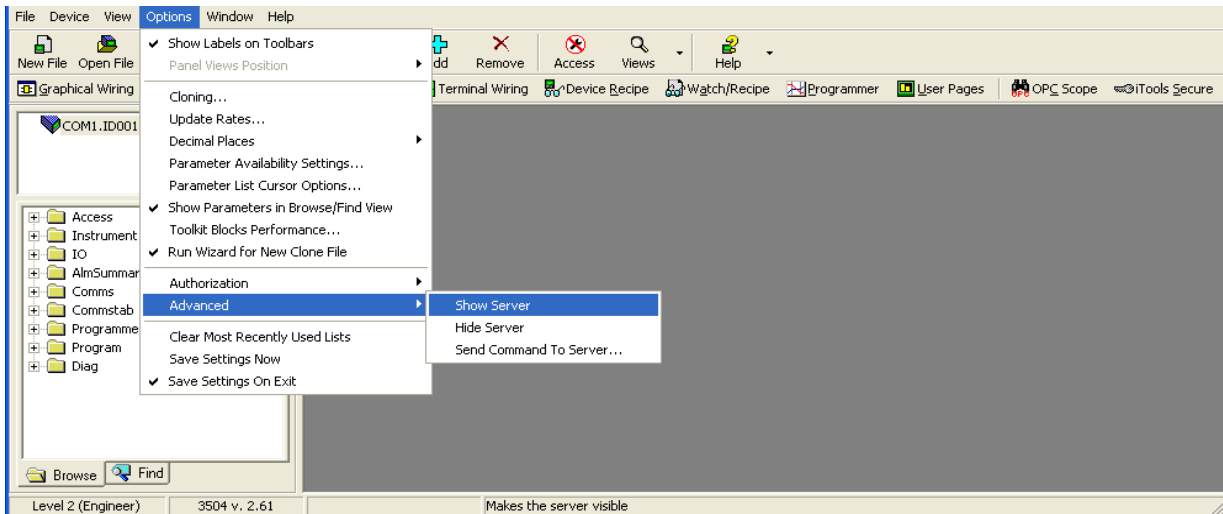 File Device View Options Window Help
New File Open File
dd Remove Access Views Help
Graphical Wiring
Terminal Wiring Device Recipe Watch/Recipe Programmer User Pages OPC Scope iTools Secure
Show Labels on Toolbars
Panel Views Position
Cloning...
Update Rates...
Decimal Places
Parameter Availability Settings...
Parameter List Cursor Options...
Show Parameters in Browse/Find View
Toolkit Blocks Performance...
Run Wizard for New Clone File
Authorization
Advanced
Clear Most Recently Used Lists
Save Settings Now
Save Settings On Exit
Show Server
Hide Server
Send Command To Server...
COM1.ID001
Access
Instrument
IO
AlmSummar
Comms
Commstab
Programme
Program
Diag
Browse Find
Level 2 (Engineer) 3504 v. 2.61 Makes the server visible